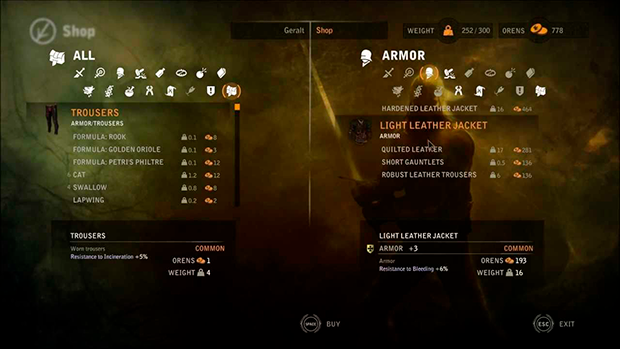 Shop
Geralt Shop
WEIGHT 252 / 300 ORENS 778
ALL
TROUSERS
ARMOR/TROUSERS
FORMULA: ROOK 0.1 8
FORMULA: GOLDEN ORIOLE 0.1 3
FORMULA: PETRI'S PHILTRE 0.1 12
6 CAT 1.2 12
4 SWALLOW 0.8 8
LAPWING 0.2 2
TROUSERS
Worn trousers COMMON
Resistance to Incineration +5%
ORENS 1
WEIGHT 4
ARMOR
HARDENED LEATHER JACKET 16 464
LIGHT LEATHER JACKET
ARMOR
QUILTED LEATHER 17 281
SHORT GAUNTLETS 0.5 136
ROBUST LEATHER TROUSERS 6 136
LIGHT LEATHER JACKET
ARMOR +3 COMMON
Armor
Resistance to Bleeding +6%
ORENS 193
WEIGHT 16
SPACE BUY
ESC EXIT